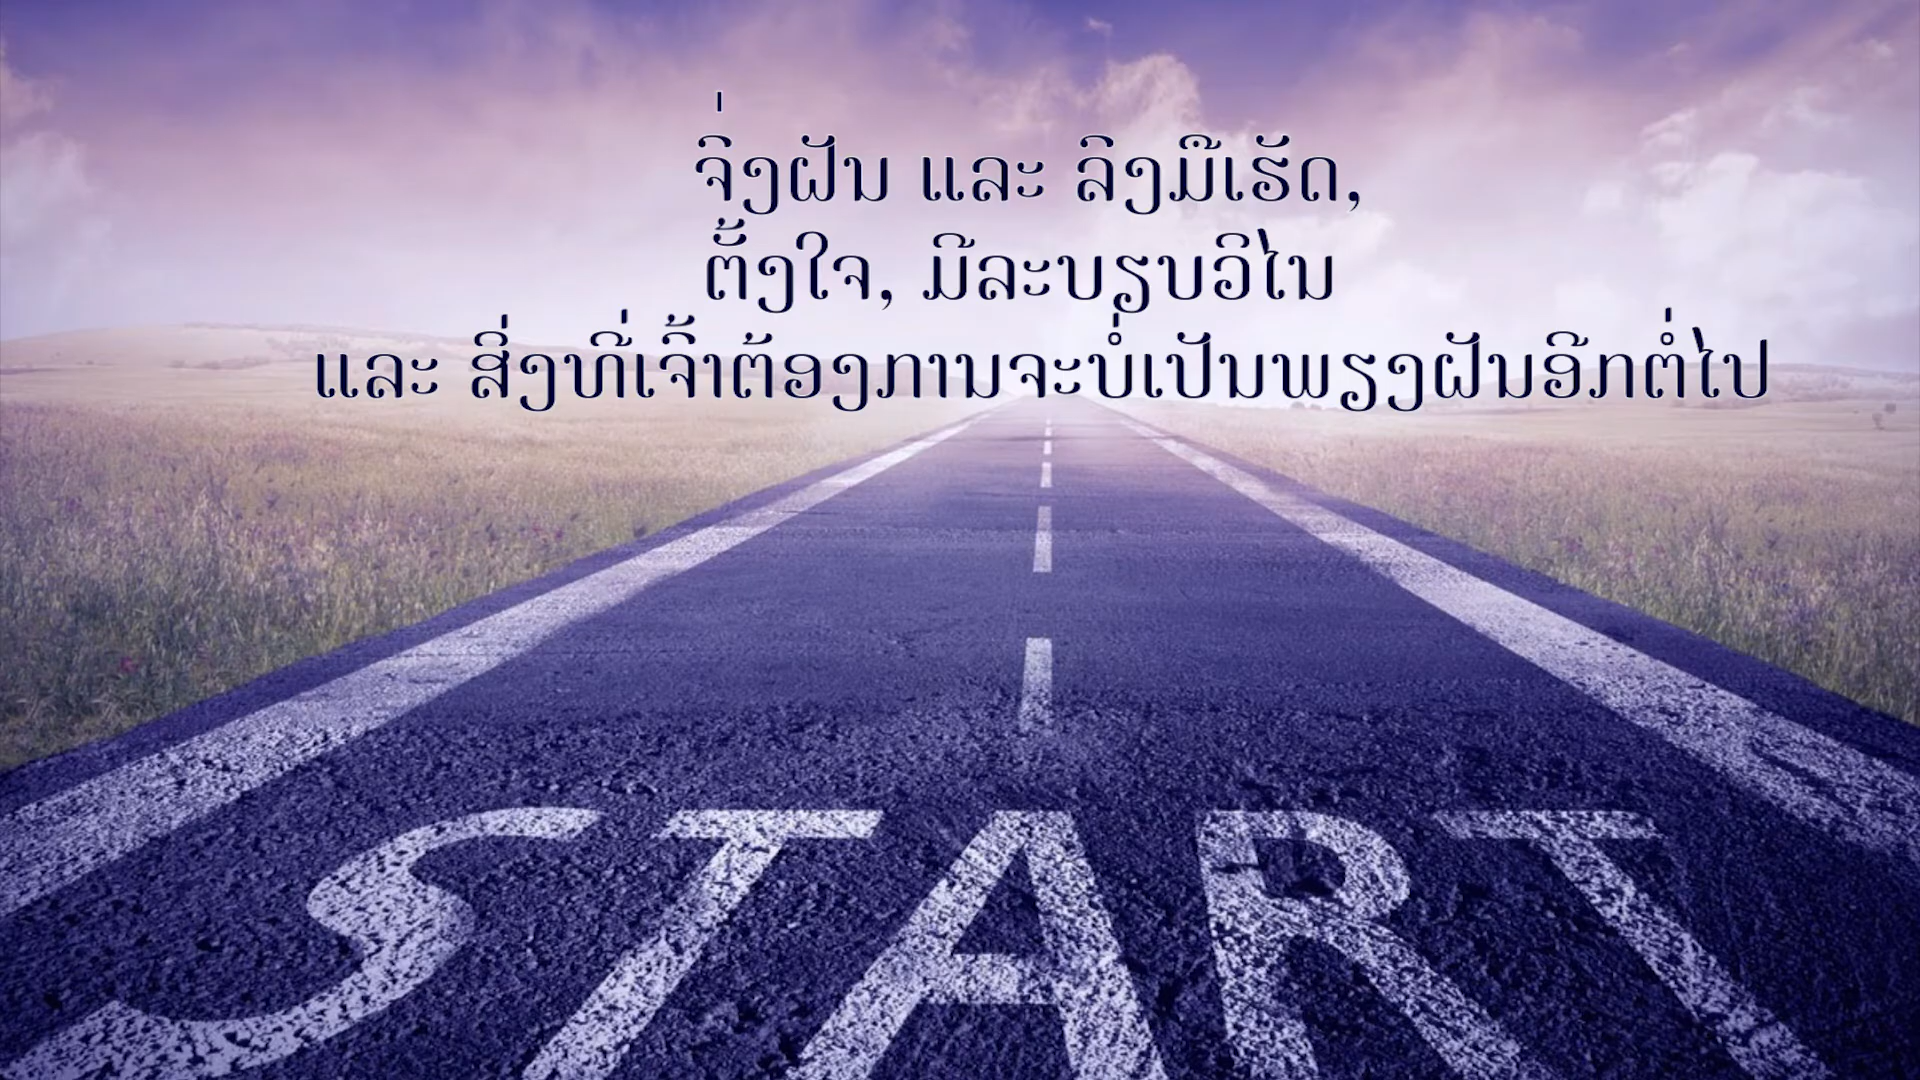 ຈິ່ງຝັນ ແລະ ລົງມືເຮັດ,
ຕັ້ງໃຈ, ມີລະບຽບວິໄນ
ແລະ ສິ່ງທີ່ເຈົ້າຕ້ອງການຈະບໍ່ເປັນພຽງຝັນອີກຕໍ່ໄປ
START